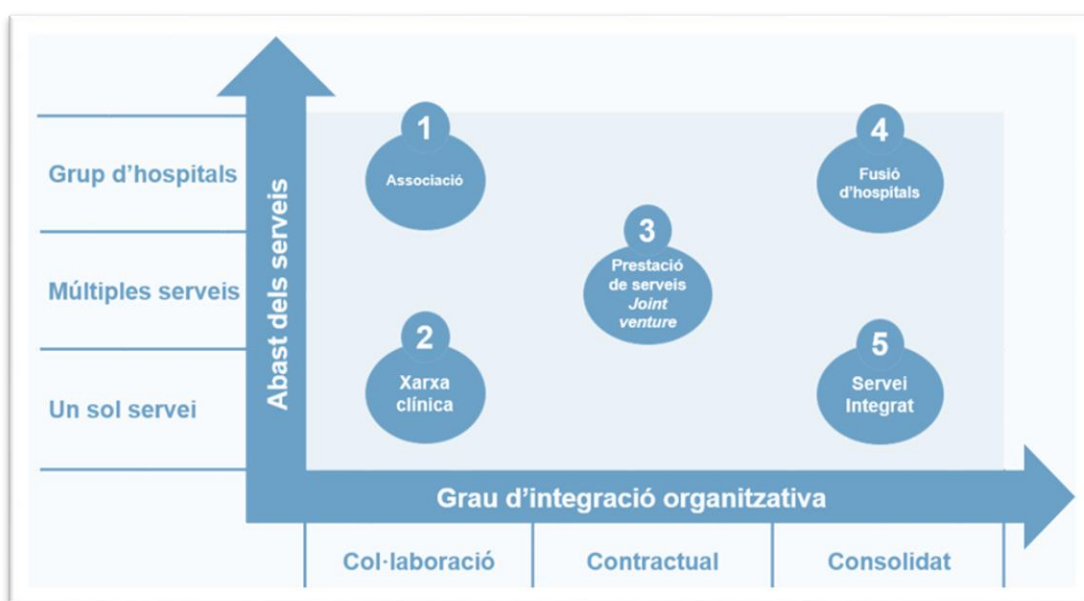 Abast dels serveis
Grup d'hospitals
Múltiples serveis
Un sol servei
1
Associació
2
Xarxa
clínica
3
Prestació
de serveis
Joint
venture
4
Fusió
d'hospitals
5
Servei
Integrat
Grau d'integració organitzativa
Col·laboració
Contractual
Consolidat